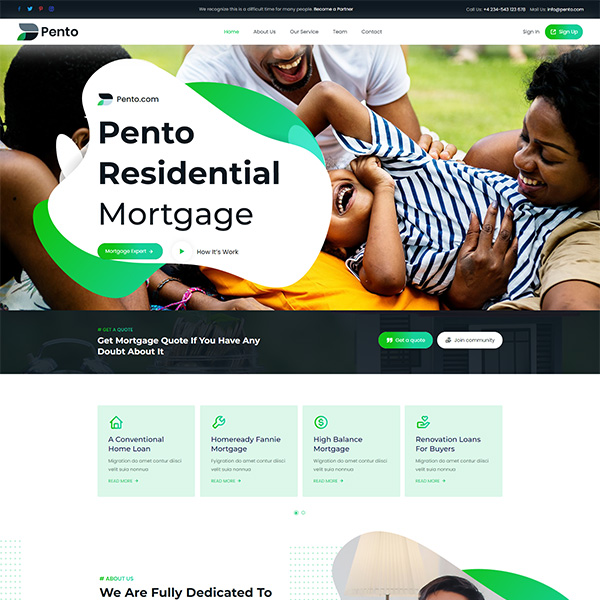 We recognize this is a difficult time for many people. Become a Partner
Call Us: +4 234-543 123 678
Mail Us: info@pento.com
Pento
Home
About Us
Our Service
Team
Contact
Sign In
Sign Up
Pento.com
Pento
Residential
Mortgage
Mortgage Expert
How It's Work
# GET A QUOTE
Get Mortgage Quote If You Have Any
Doubt About It
Get a quote
Join community
A Conventional
Home Loan
Migration do amet contur diisci
velit suia nonnua
READ MORE
Homeready Fannie
Mortgage
Fyigration do amet contur diisci
velit suia nonnua
READ MORE
High Balance
Mortgage
Wigration do amet contur diisci
velit suia nonnua
READ MORE
Renovation Loans
For Buyers
Migration do amet contur diisci
velit suia nonnua
READ MORE
# ABOUT US
We Are Fully Dedicated To